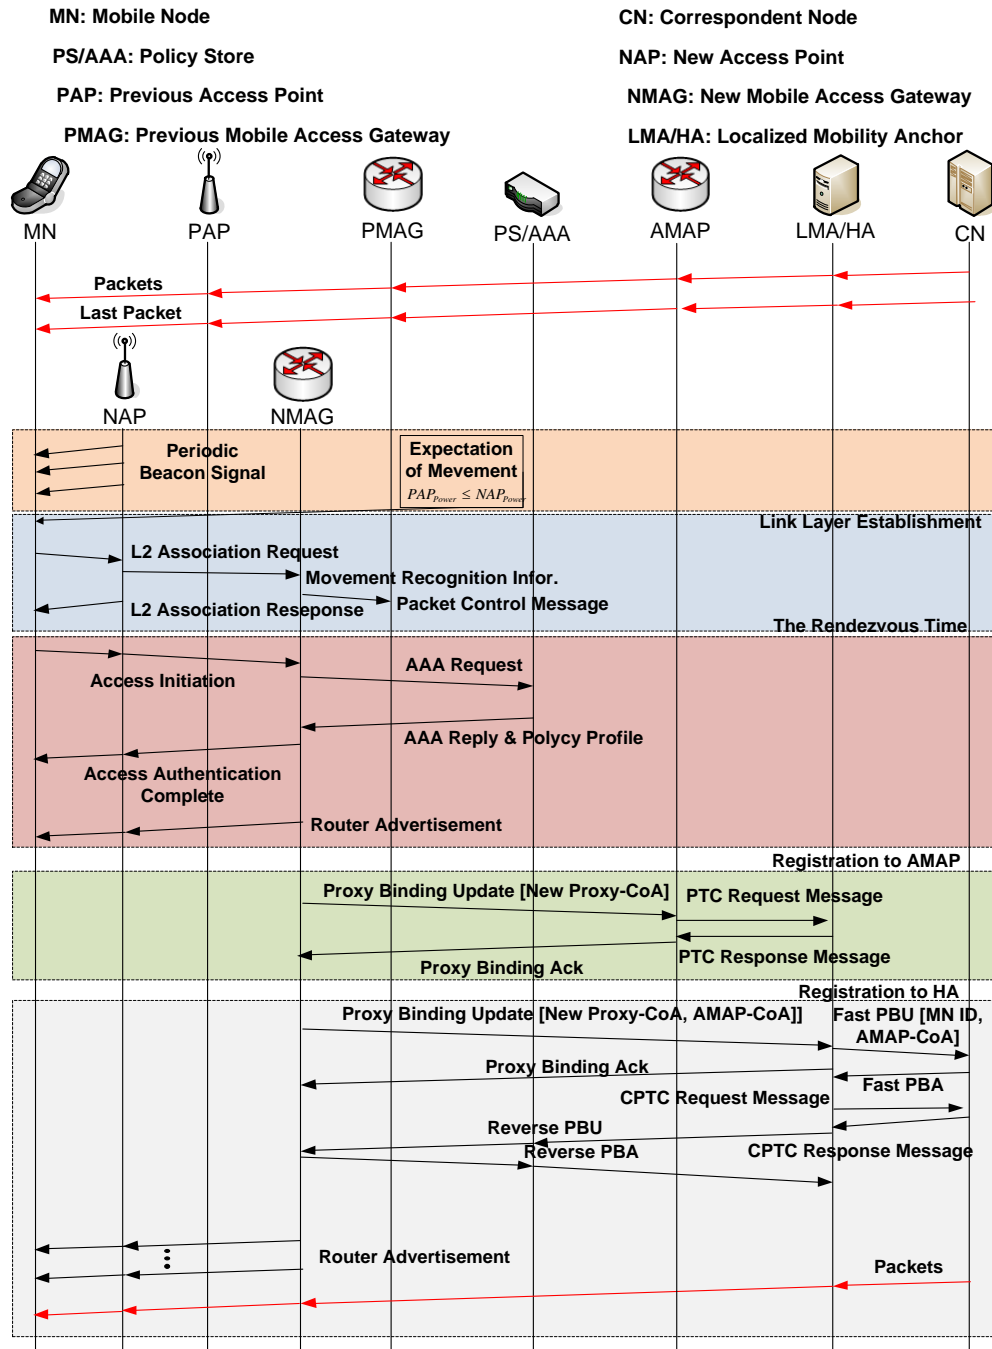 MN: Mobile Node
CN: Correspondent Node
PS/AAA: Policy Store
NAP: New Access Point
PAP: Previous Access Point
NMAG: New Mobile Access Gateway
PMAG: Previous Mobile Access Gateway
LMA/HA: Localized Mobility Anchor
MN
PAP
PMAG
PS/AAA
AMAP
LMA/HA
CN
Packets
Last Packet
NAP
NMAG
Periodic
Beacon Signal
Expectation
of Mevement
PAP_Power ≤ NAP_Power
Link Layer Establishment
L2 Association Request
Movement Recognition Infor.
L2 Association Reseponse
Packet Control Message
The Rendezvous Time
AAA Request
Access Initiation
AAA Reply & Polycy Profile
Access Authentication
Complete
Router Advertisement
Registration to AMAP
Proxy Binding Update [New Proxy-CoA]
PTC Request Message
PTC Response Message
Proxy Binding Ack
Registration to HA
Proxy Binding Update [New Proxy-CoA, AMAP-CoA]]
Fast PBU [MN ID,
AMAP-CoA]
Proxy Binding Ack
Fast PBA
CPTC Request Message
Reverse PBU
Reverse PBA
CPTC Response Message
Router Advertisement
Packets